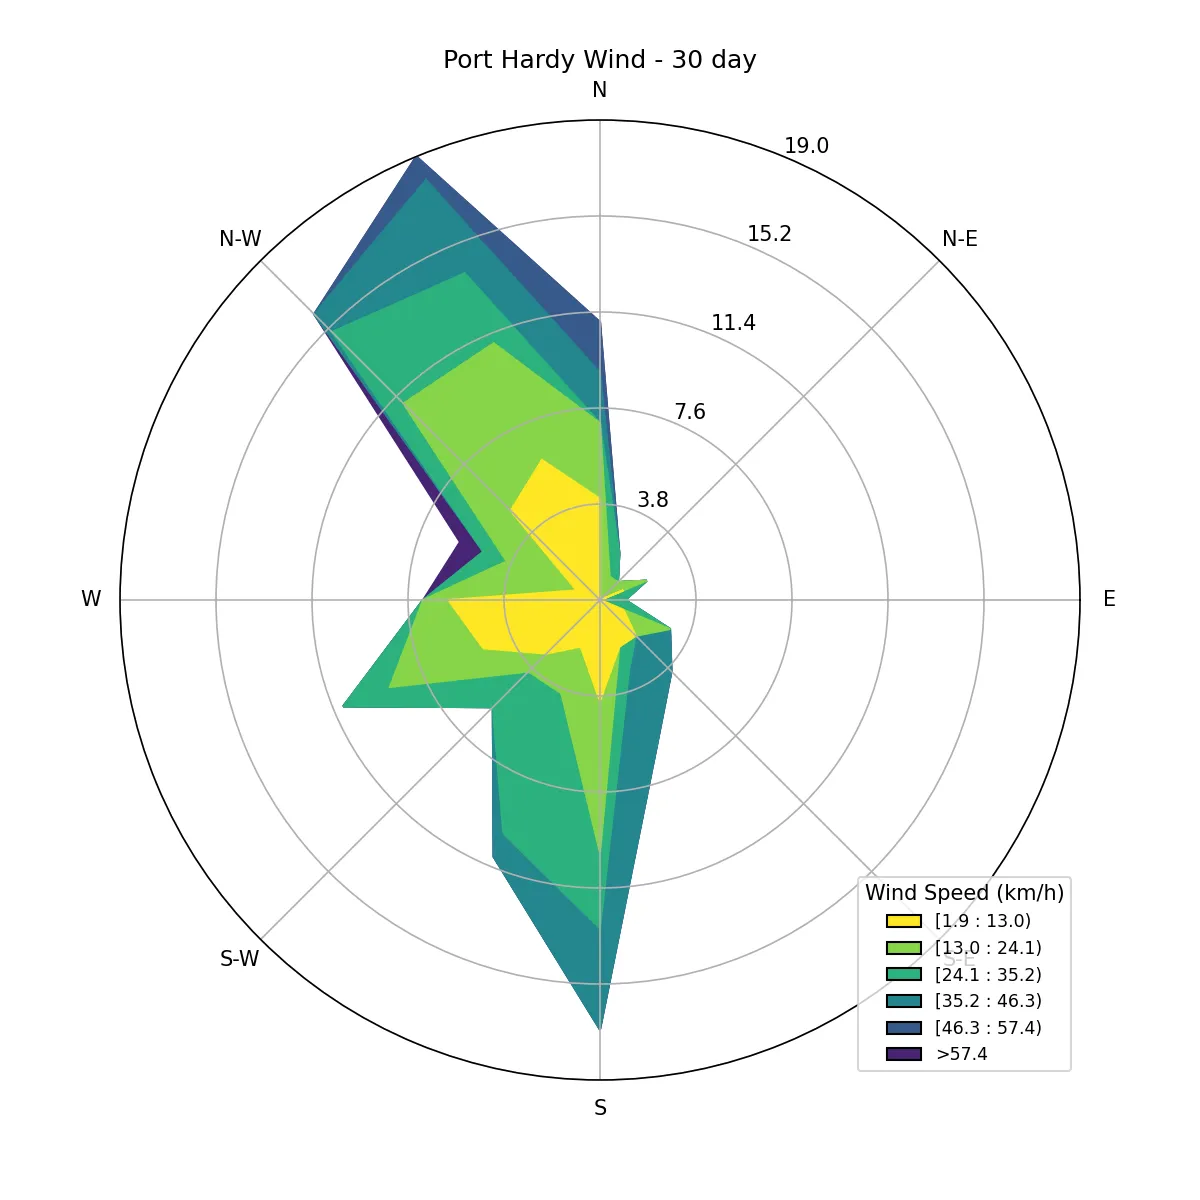 Port Hardy Wind - 30 day
N
19.0
N-W
15.2
N-E
11.4
7.6
3.8
W
E
S-W
S-E
S
Wind Speed (km/h)
[1.9 : 13.0)
[13.0 : 24.1)
[24.1 : 35.2)
[35.2 : 46.3)
[46.3 : 57.4)
>57.4